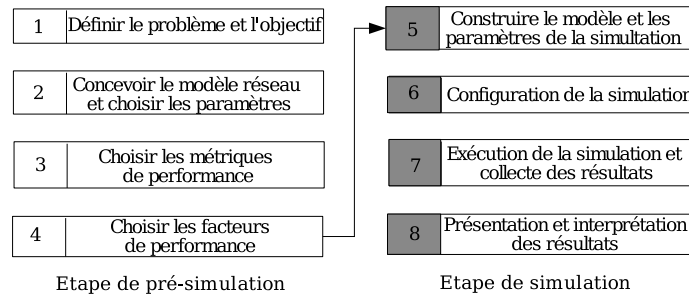 1 Définir le problème et l'objectif
2 Concevoir le modèle réseau
et choisir les paramètres
3 Choisir les métriques
de performance
4 Choisir les facteurs
de performance
Etape de pré-simulation
5 Construire le modèle et les
paramètres de la simultation
6 Configuration de la simulation
7 Exécution de la simulation et
collecte des résultats
8 Présentation et interprétation
des résultats
Etape de simulation